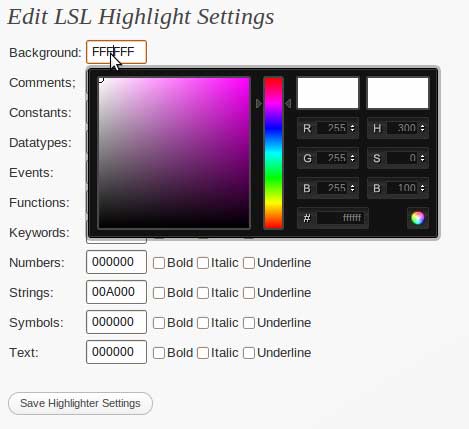 Edit LSL Highlight Settings
Background: FFFFFF
Comments;
Constants: R 255 H 300
Datatypes: G 255 S 0
Events: B 255 B 100
Functions: # ffffff
Keywords:
Numbers: 000000 Bold Italic Underline
Strings: 00A000 Bold Italic Underline
Symbols: 000000 Bold Italic Underline
Text: 000000 Bold Italic Underline
Save Highlighter Settings